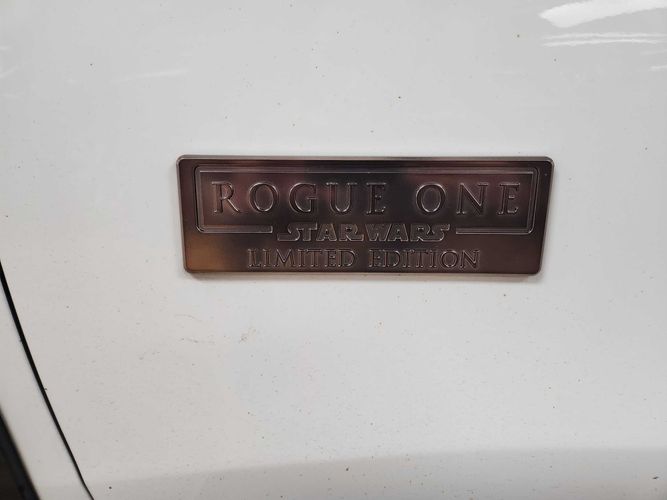 ROGUE ONE
STAR WARS
LIMITED EDITION